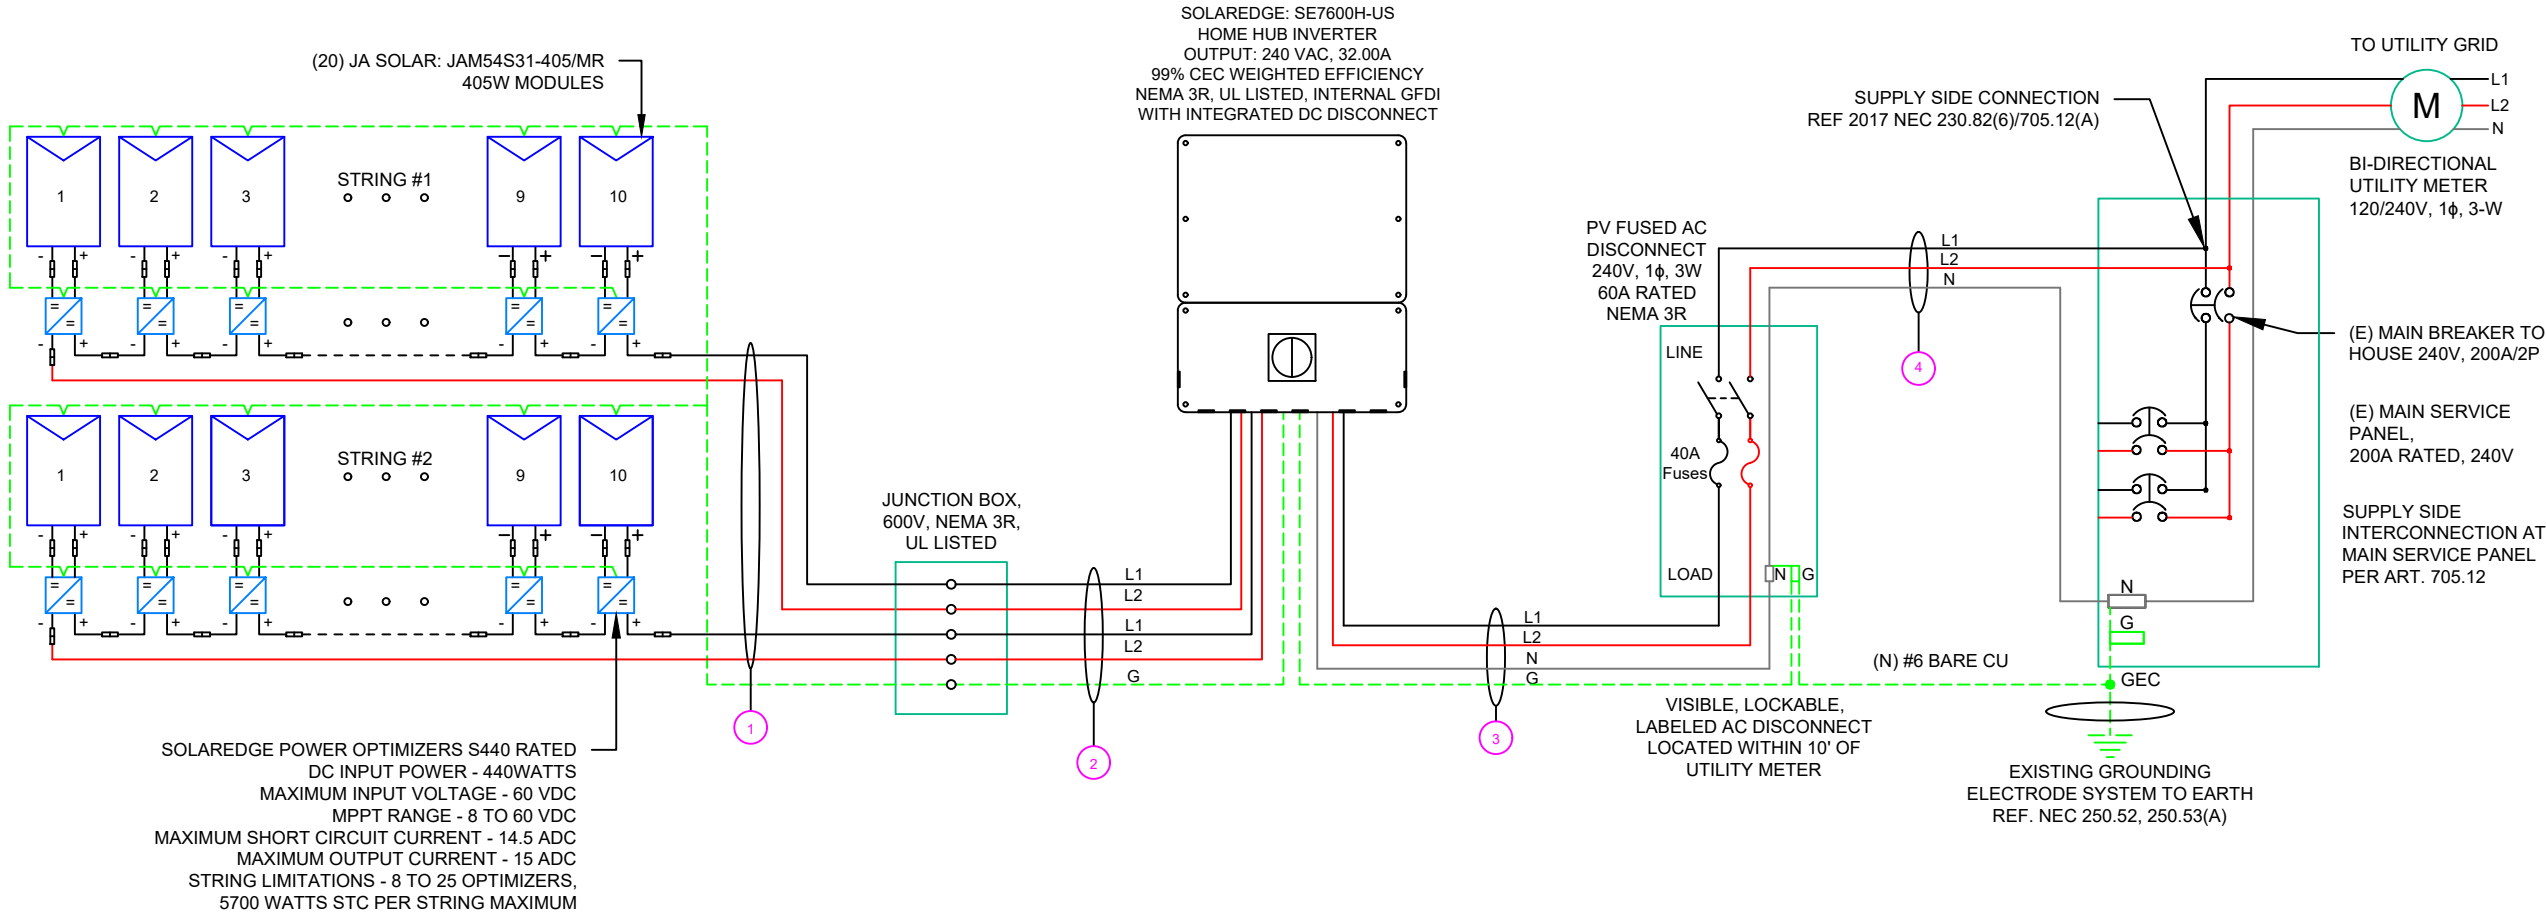 (20) JA SOLAR: JAM54S31-405/MR
405W MODULES
STRING #1
1
2
3
9
10
- +
- +
- +
- +
- +
= =
= =
= =
= =
= =
- +
- +
- +
- +
- +
STRING #2
1
2
3
9
10
- +
- +
- +
- +
- +
= =
= =
= =
= =
= =
- +
- +
- +
- +
- +
SOLAREDGE POWER OPTIMIZERS S440 RATED
DC INPUT POWER - 440WATTS
MAXIMUM INPUT VOLTAGE - 60 VDC
MPPT RANGE - 8 TO 60 VDC
MAXIMUM SHORT CIRCUIT CURRENT - 14.5 ADC
MAXIMUM OUTPUT CURRENT - 15 ADC
STRING LIMITATIONS - 8 TO 25 OPTIMIZERS,
5700 WATTS STC PER STRING MAXIMUM
1
JUNCTION BOX,
600V, NEMA 3R,
UL LISTED
L1
L2
L1
L2
G
2
SOLAREDGE: SE7600H-US
HOME HUB INVERTER
OUTPUT: 240 VAC, 32.00A
99% CEC WEIGHTED EFFICIENCY
NEMA 3R, UL LISTED, INTERNAL GFDI
WITH INTEGRATED DC DISCONNECT
L1
L2
N
G
3
PV FUSED AC
DISCONNECT
240V, 1ϕ, 3W
60A RATED
NEMA 3R
LINE
40A
Fuses
LOAD
N
G
VISIBLE, LOCKABLE,
LABELED AC DISCONNECT
LOCATED WITHIN 10' OF
UTILITY METER
L1
L2
N
4
SUPPLY SIDE CONNECTION
REF 2017 NEC 230.82(6)/705.12(A)
TO UTILITY GRID
M
L1
L2
N
BI-DIRECTIONAL
UTILITY METER
120/240V, 1ϕ, 3-W
(E) MAIN BREAKER TO
HOUSE 240V, 200A/2P
(E) MAIN SERVICE
PANEL,
200A RATED, 240V
SUPPLY SIDE
INTERCONNECTION AT
MAIN SERVICE PANEL
PER ART. 705.12
N
G
(N) #6 BARE CU
GEC
EXISTING GROUNDING
ELECTRODE SYSTEM TO EARTH
REF. NEC 250.52, 250.53(A)